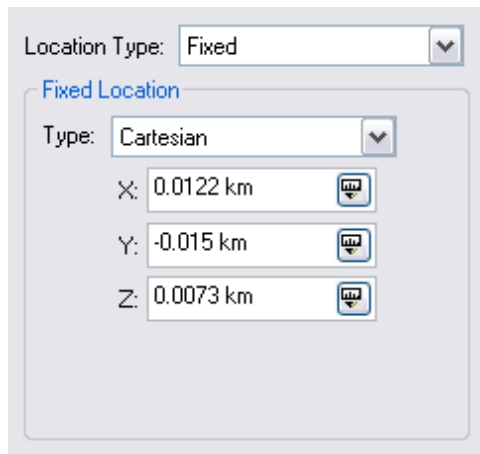 Location Type: Fixed
Fixed Location
Type: Cartesian
X: 0.0122 km
Y: -0.015 km
Z: 0.0073 km